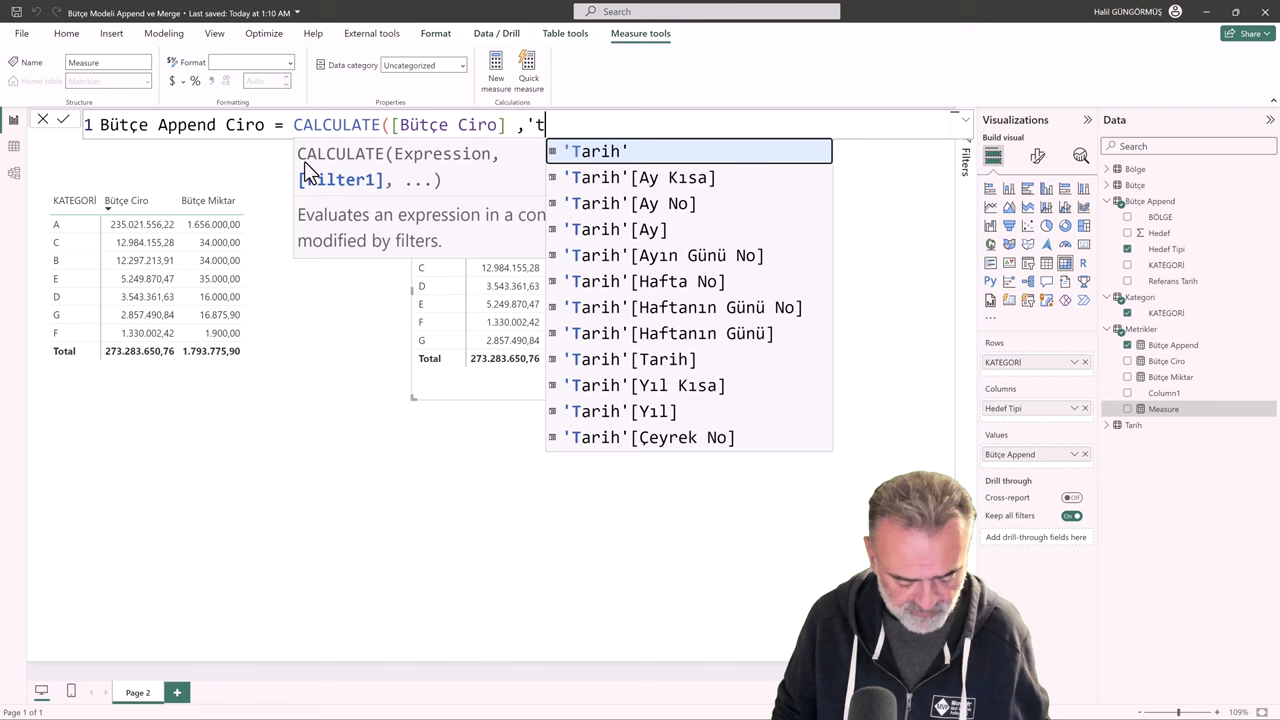 Bütçe Modeli Append ve Merge • Last saved: Today at 1:10 AM
Search
Halil GÜNGÖRMÜŞ
File Home Insert Modeling View Optimize Help External tools Format Data / Drill Table tools Measure tools
Share
Name Measure
Format
Data category Uncategorized
New measure
Quick measure
Home table Metrikler
$ % Auto
Structure
Formatting
Properties
Calculations
1 Bütçe Append Ciro = CALCULATE([Bütçe Ciro] ,'t
CALCULATE(Expression,
[Filter1], ...)
Evaluates an expression in a con
modified by filters.
'Tarih'
'Tarih'[Ay Kısa]
'Tarih'[Ay No]
'Tarih'[Ay]
'Tarih'[Ayın Günü No]
'Tarih'[Hafta No]
'Tarih'[Haftanın Günü No]
'Tarih'[Haftanın Günü]
'Tarih'[Tarih]
'Tarih'[Yıl Kısa]
'Tarih'[Yıl]
'Tarih'[Çeyrek No]
KATEGORİ Bütçe Ciro Bütçe Miktar
A 235.021.556,22 1.656.000,00
C 12.984.155,28 34.000,00
B 12.297.213,91 34.000,00
E 5.249.870,47 35.000,00
D 3.543.361,63 16.000,00
G 2.857.490,84 16.875,90
F 1.330.002,42 1.900,00
Total 273.283.650,76 1.793.775,90
C 12.984.155,28
D 3.543.361,63
E 5.249.870,47
F 1.330.002,42
G 2.857.490,84
Total 273.283.650,76
Filters
Visualizations
Build visual
R
Py
...
Rows
KATEGORİ
Columns
Hedef Tipi
Values
Bütçe Append
Drill through
Cross-report Off
Keep all filters On
Add drill-through fields here
Data
Search
Bölge
Bütçe
Bütçe Append
BÖLGE
Hedef
Hedef Tipi
KATEGORİ
Referans Tarih
Kategori
KATEGORİ
Metrikler
Bütçe Append
Bütçe Ciro
Bütçe Miktar
Column1
Measure
Tarih
Page 2
Page 1 of 1
109%
Microsoft
MVP